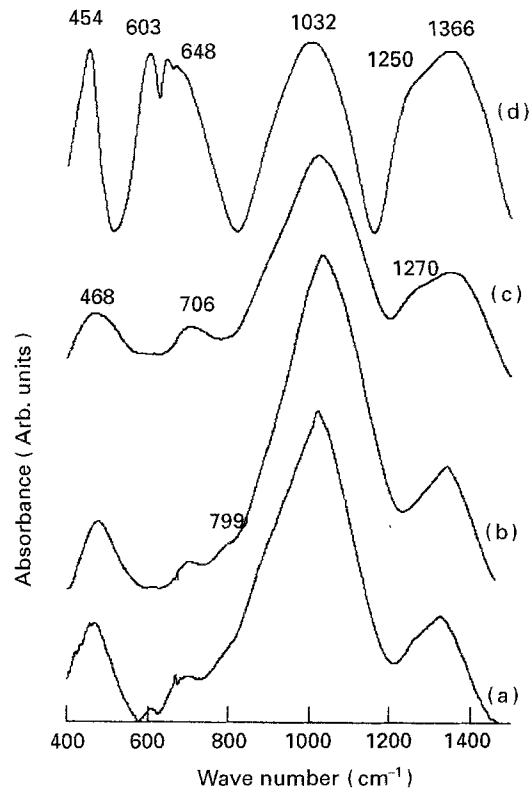 454 603 648 1032 1250 1366
(d)
468 706 1270 (c)
799 (b)
(a)
Absorbance (Arb. units)
400 600 800 1000 1200 1400
Wave number (cm⁻¹)